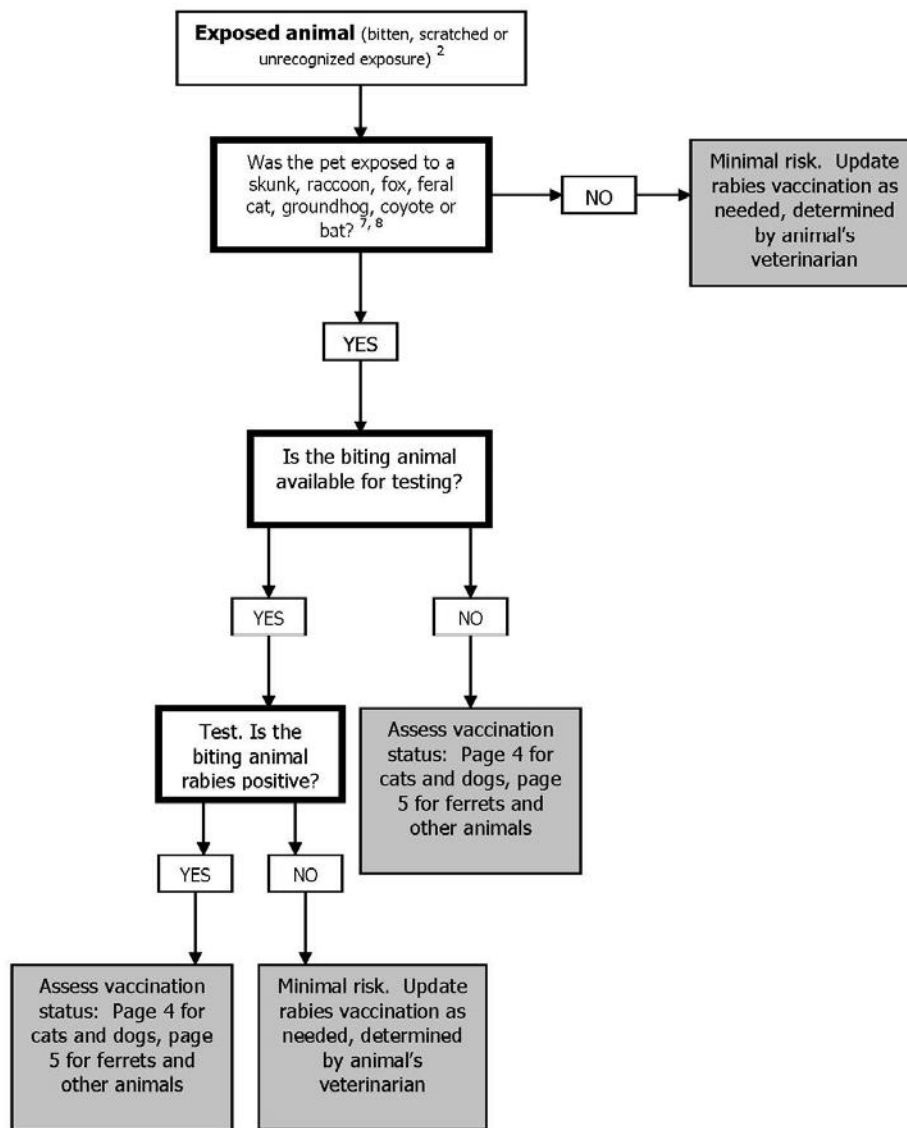 Exposed animal (bitten, scratched or
unrecognized exposure) 2
Was the pet exposed to a
skunk, raccoon, fox, feral
cat, groundhog, coyote or
bat? 7, 8
NO
Minimal risk. Update
rabies vaccination as
needed, determined
by animal's
veterinarian
YES
Is the biting animal
available for testing?
YES
NO
Test. Is the
biting animal
rabies positive?
Assess vaccination
status: Page 4 for
cats and dogs, page
5 for ferrets and
other animals
YES
NO
Assess vaccination
status: Page 4 for
cats and dogs, page
5 for ferrets and
other animals
Minimal risk. Update
rabies vaccination as
needed, determined
by animal's
veterinarian